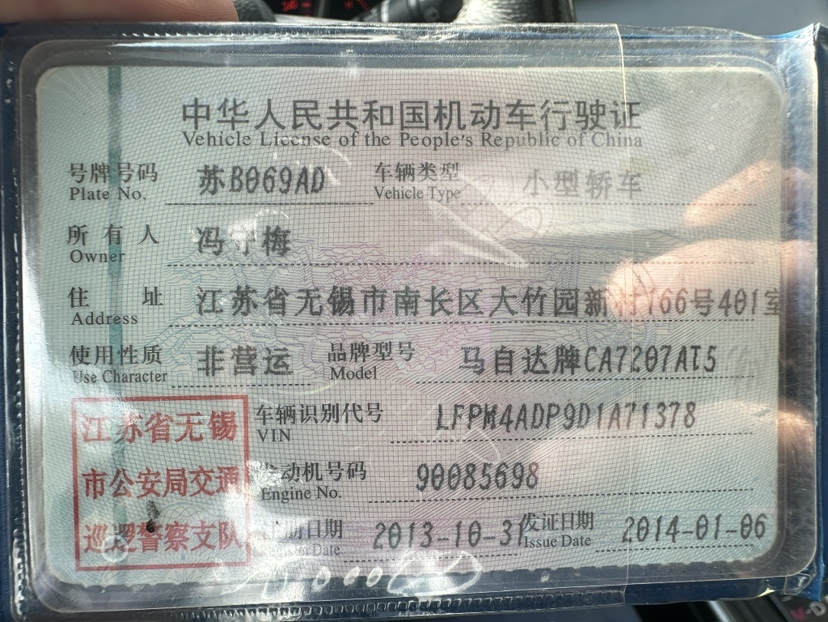 中华人民共和国机动车行驶证
Vehicle License of the People's Republic of China
号牌号码 苏B069AD 车辆类型 小型轿车
Plate No. Vehicle Type
所有人 冯宁梅
Owner
住址 江苏省无锡市南长区大竹园新村166号401室
Address
使用性质 非营运 品牌型号 马自达牌CA7207AT5
Use Character Model
江苏省无锡 车辆识别代号 LFPM4ADP9D1A71378
VIN
市公安局交通 发动机号码 90085698
Engine No.
巡逻警察支队 注册日期 2013-10-31 发证日期 2014-01-06
Register Date Issue Date